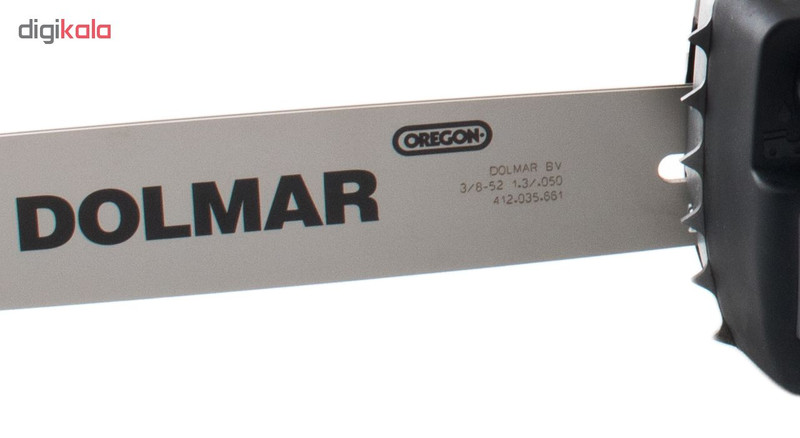 digikala
OREGON
DOLMAR BV
3/8-52 1.3/.050
412.035.661
DOLMAR